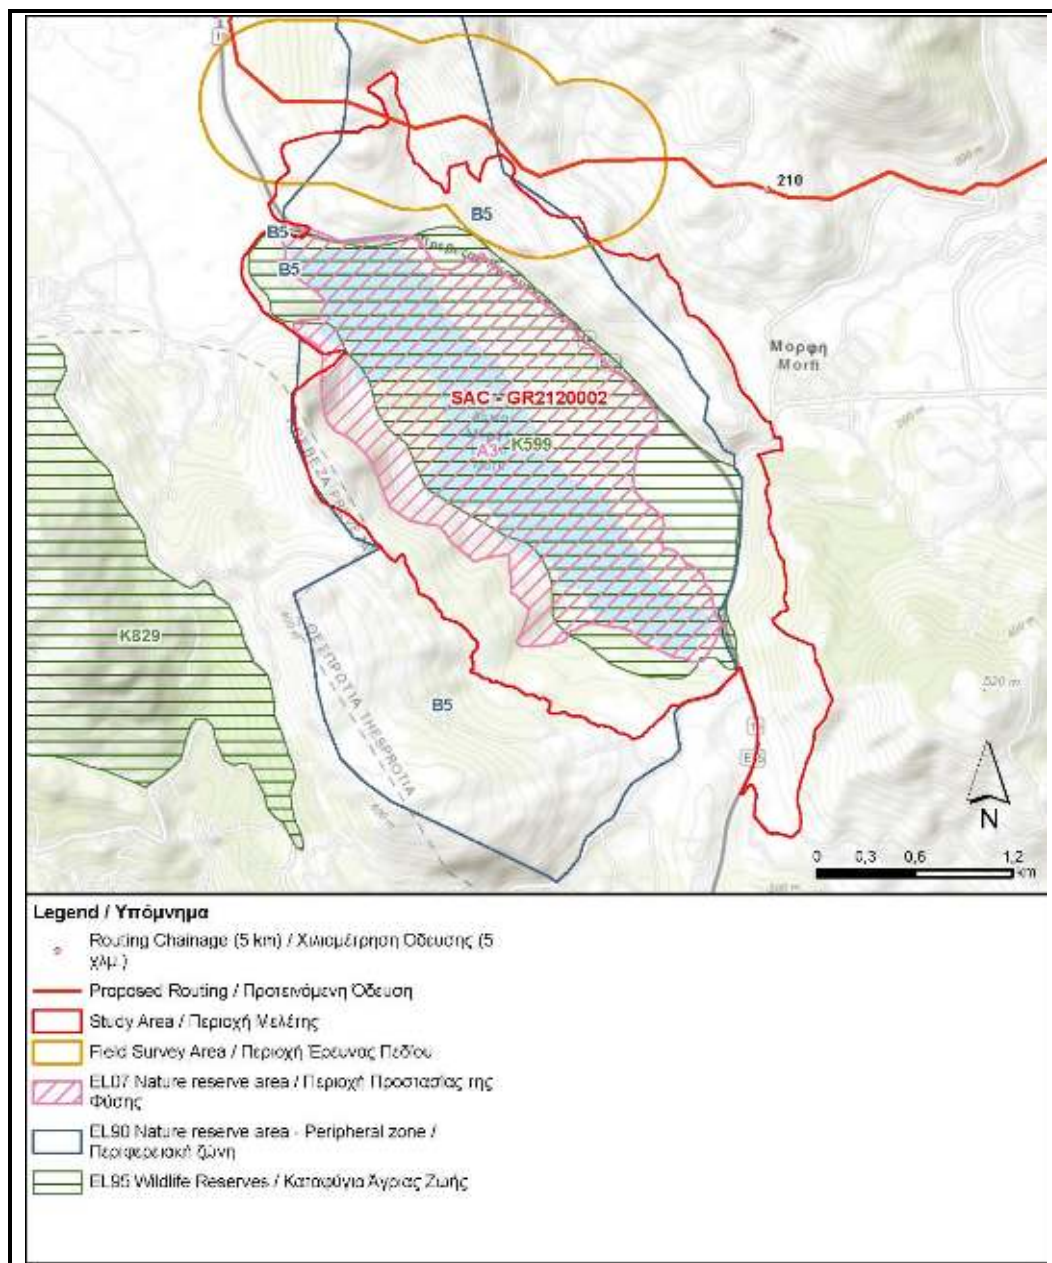 210
B5
B5
B5
Μορφη
Morfi
SAC - GR2120002
A3
K599
K829
ΘΕΣΠΡΩΤΙΑ THESPROTIA
B5
520 m
N
0 0,3 0,6 1,2
km
Legend / Υπόμνημα
Routing Chainage (5 km) / Χιλιομέτρηση Όδευσης (5
χλμ.)
Proposed Routing / Προτεινόμενη Όδευση
Study Area / Περιοχή Μελέτης
Field Survey Area / Περιοχή Έρευνας Πεδίου
EL07 Nature reserve area / Περιοχή Προστασίας της
Φύσης
EL90 Nature reserve area - Peripheral zone /
Περιφερειακή ζώνη
EL95 Wildlife Reserves / Καταφύγια Άγριας Ζωής